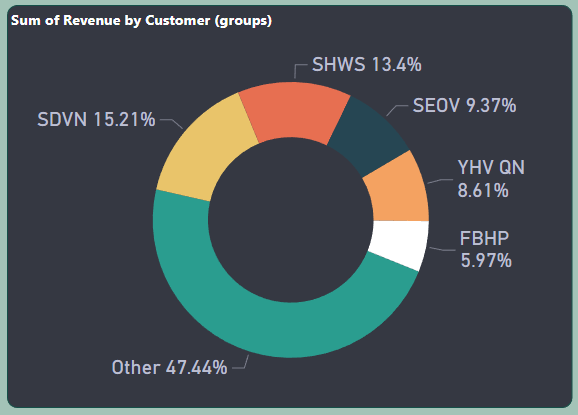 Sum of Revenue by Customer (groups)
SHWS 13.4%
SEOV 9.37%
SDVN 15.21%
YHV QN
8.61%
FBHP
5.97%
Other 47.44%